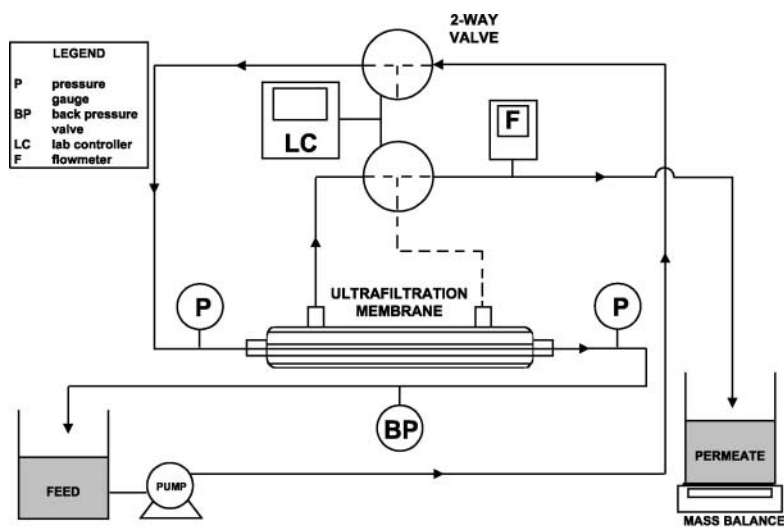 2-WAY
VALVE
LEGEND
P pressure
gauge
BP back pressure
valve
LC lab controller
F flowmeter
LC
F
P
ULTRAFILTRATION
MEMBRANE
P
BP
FEED
PUMP
PERMEATE
MASS BALANCE